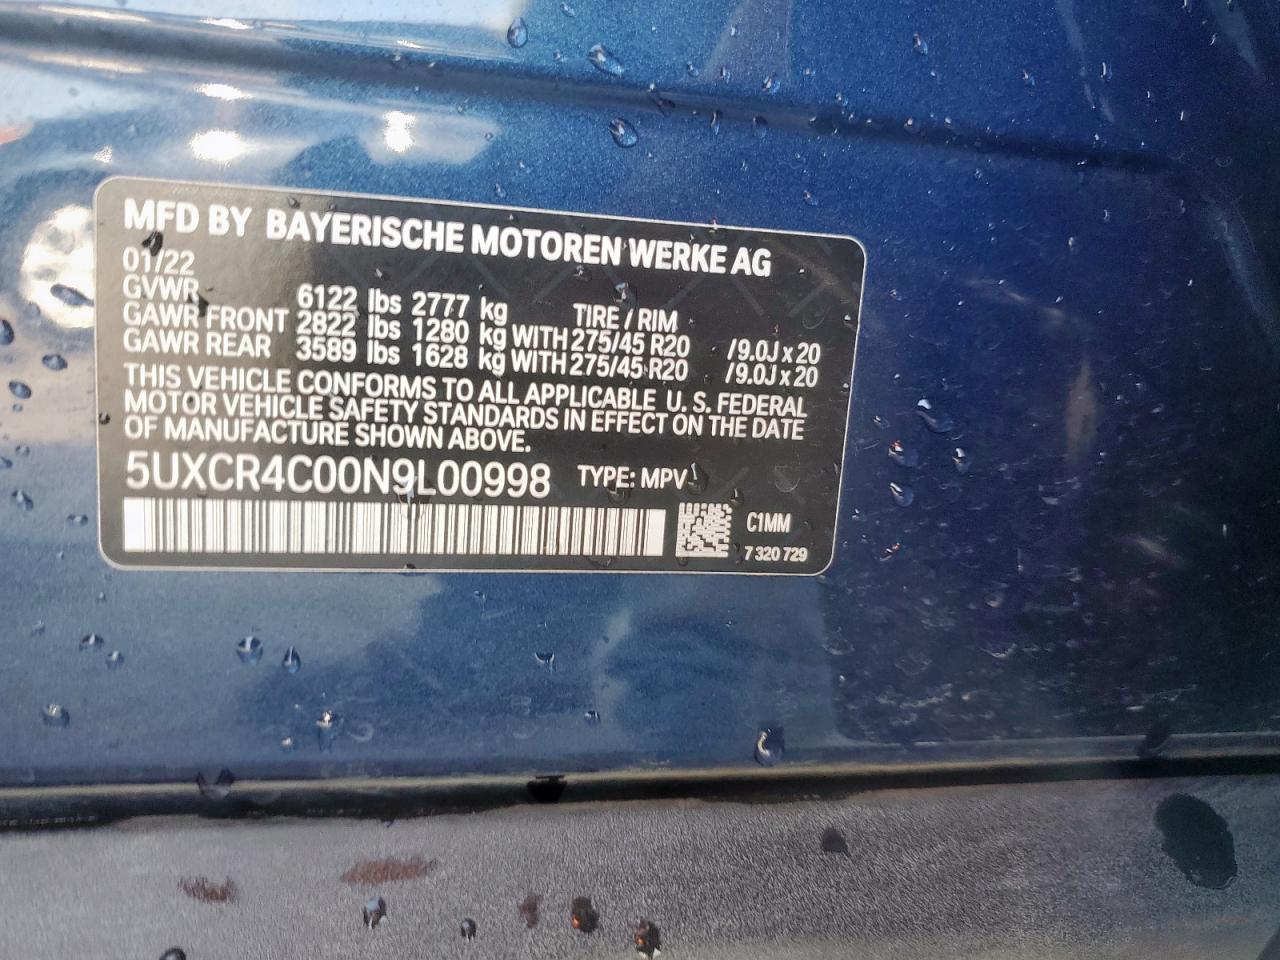 MFD BY BAYERISCHE MOTOREN WERKE AG
01/22
GVWR 6122 lbs 2777 kg TIRE / RIM
GAWR FRONT 2822 lbs 1280 kg WITH 275/45 R20 /9.0J x 20
GAWR REAR 3589 lbs 1628 kg WITH 275/45 R20 /9.0J x 20
THIS VEHICLE CONFORMS TO ALL APPLICABLE U.S. FEDERAL
MOTOR VEHICLE SAFETY STANDARDS IN EFFECT ON THE DATE
OF MANUFACTURE SHOWN ABOVE.
5UXCR4C00N9L00998 TYPE: MPV
C1MM
7 320 729